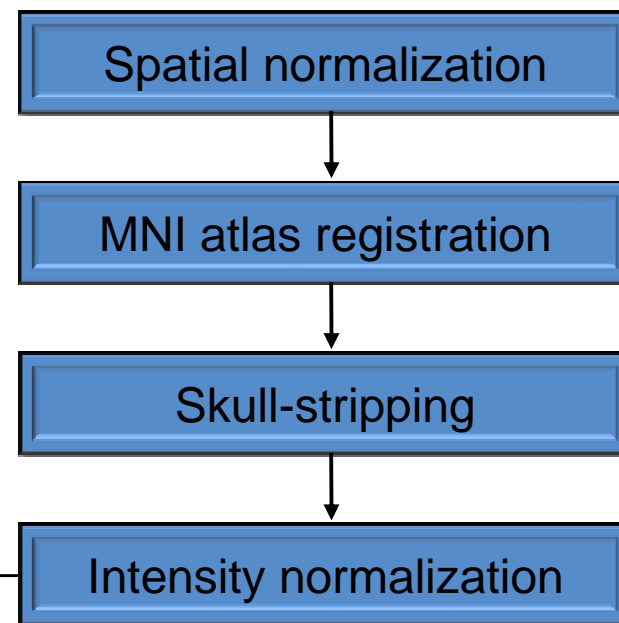 Spatial normalization
MNI atlas registration
Skull-stripping
Intensity normalization